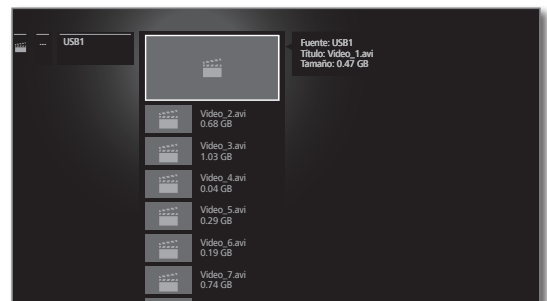 ...
USB1
Fuente: USB1
Título: Video_1.avi
Tamaño: 0.47 GB
Video_2.avi
0.68 GB
Video_3.avi
1.03 GB
Video_4.avi
0.04 GB
Video_5.avi
0.29 GB
Video_6.avi
0.19 GB
Video_7.avi
0.74 GB